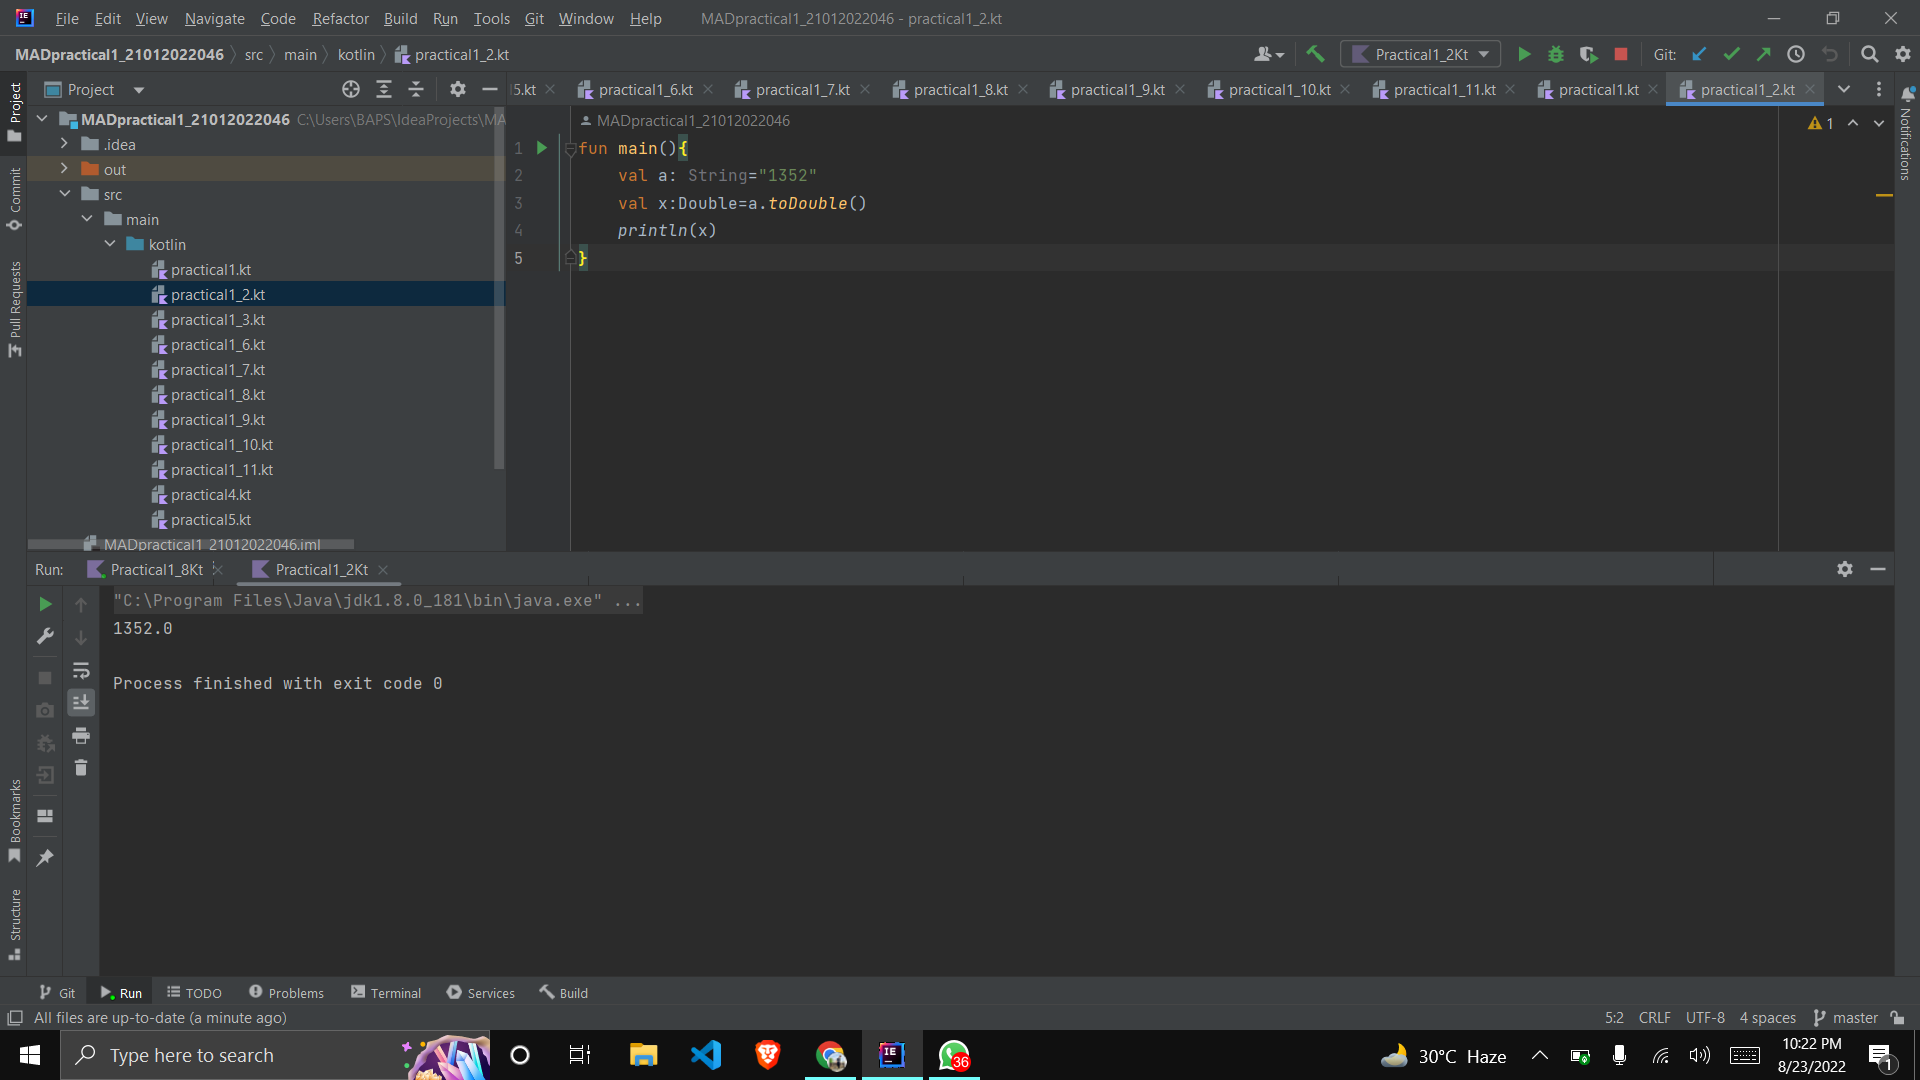 File Edit View Navigate Code Refactor Build Run Tools Git Window Help MADpractical1_21012022046 - practical1_2.kt
MADpractical1_21012022046 src main kotlin practical1_2.kt Practical1_2Kt Git:
Project
Project
Commit
Pull Requests
Bookmarks
Structure
Notifications
I5.kt practical1_6.kt practical1_7.kt practical1_8.kt practical1_9.kt practical1_10.kt practical1_11.kt practical1.kt practical1_2.kt
MADpractical1_21012022046 C:\Users\BAPS\IdeaProjects\MA
.idea
out
src
main
kotlin
practical1.kt
practical1_2.kt
practical1_3.kt
practical1_6.kt
practical1_7.kt
practical1_8.kt
practical1_9.kt
practical1_10.kt
practical1_11.kt
practical4.kt
practical5.kt
MADpractical1_21012022046.iml
MADpractical1_21012022046
1
1 fun main(){
2 val a: String="1352"
3 val x:Double=a.toDouble()
4 println(x)
5 }
Run: Practical1_8Kt Practical1_2Kt
"C:\Program Files\Java\jdk1.8.0_181\bin\java.exe" ...
1352.0
Process finished with exit code 0
Git Run TODO Problems Terminal Services Build
All files are up-to-date (a minute ago) 5:2 CRLF UTF-8 4 spaces master
Type here to search
36
30°C Haze
10:22 PM
8/23/2022
1